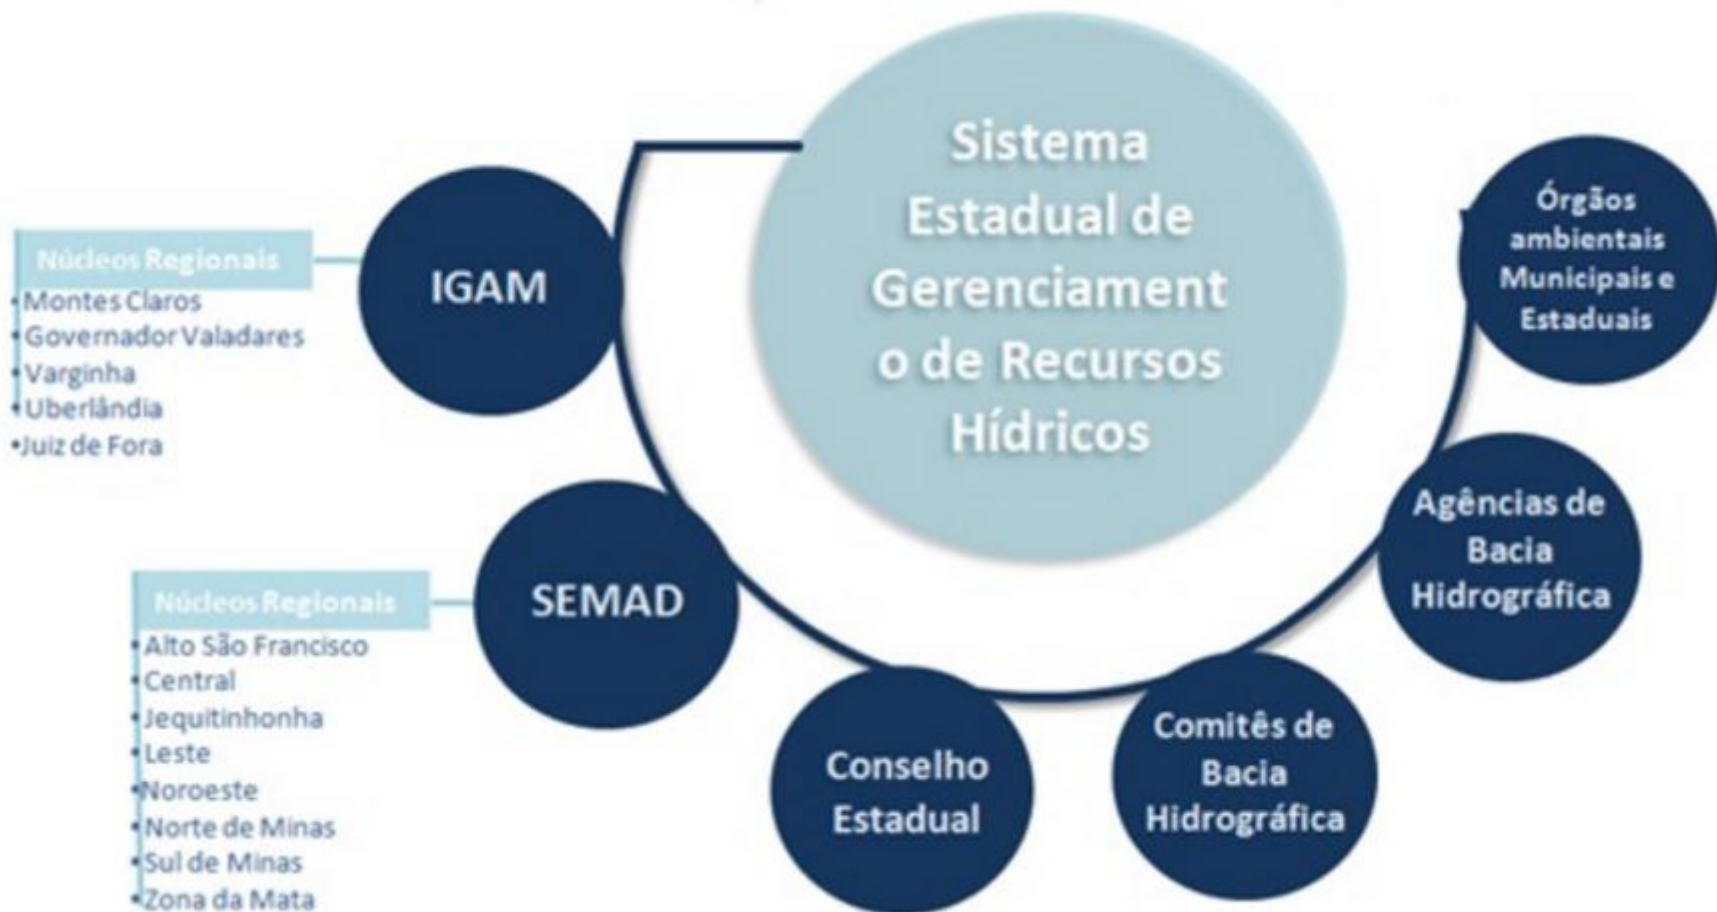 Sistema
Estadual de
Gerenciament
o de Recursos
Hídricos
IGAM
Núcleos Regionais
•Montes Claros
•Governador Valadares
•Varginha
•Uberlândia
•Juiz de Fora
SEMAD
Núcleos Regionais
•Alto São Francisco
•Central
•Jequitinhonha
•Leste
•Noroeste
•Norte de Minas
•Sul de Minas
•Zona da Mata
Conselho
Estadual
Comitês de
Bacia
Hidrográfica
Agências de
Bacia
Hidrográfica
Órgãos
ambientais
Municipais e
Estaduais